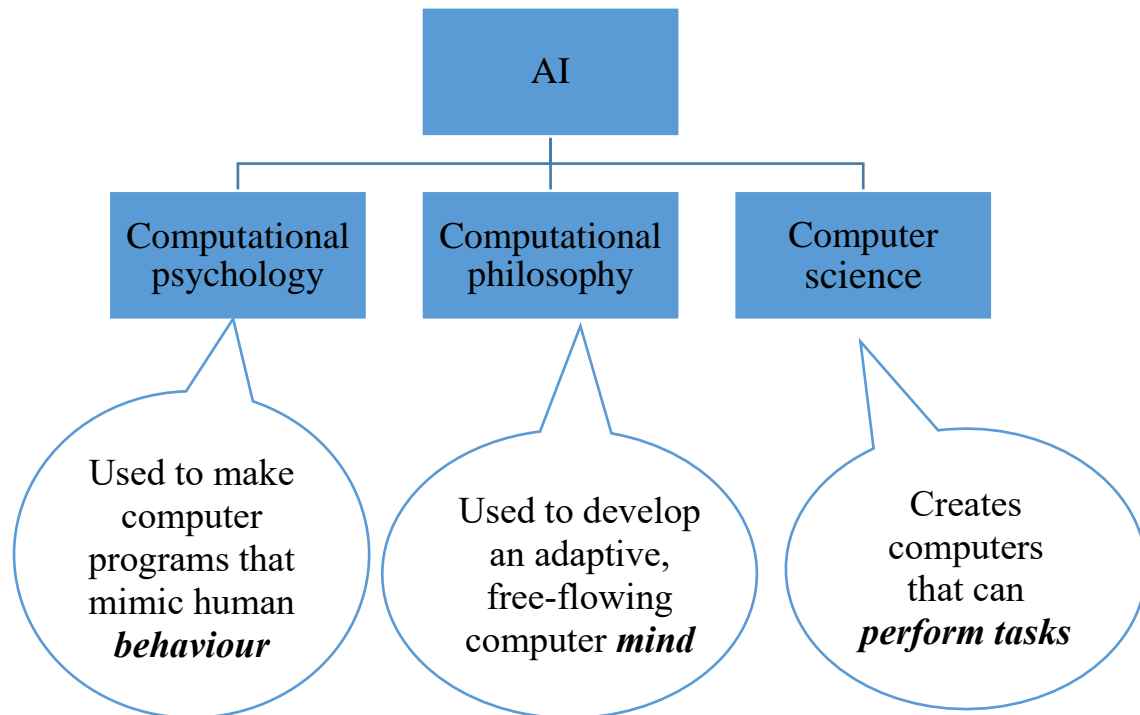 AI
Computational
psychology
Computational
philosophy
Computer
science
Used to make
computer
programs that
mimic human
behaviour
Used to develop
an adaptive,
free-flowing
computer mind
Creates
computers
that can
perform tasks